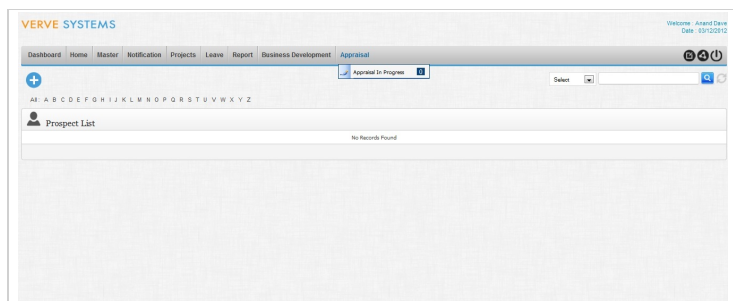 VERVE SYSTEMS
Welcome : Anand Dave
Date : 03/12/2012
Dashboard Home Master Notification Projects Leave Report Business Development Appraisal
Appraisal In Progress 0
Select
All A B C D E F G H I J K L M N O P Q R S T U V W X Y Z
Prospect List
No Records Found